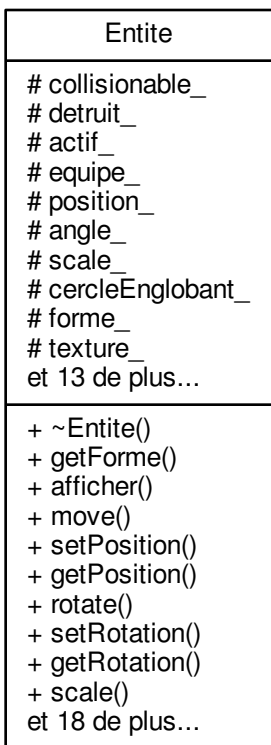 Entite
# collisionable_
# detruit_
# actif_
# equipe_
# position_
# angle_
# scale_
# cercleEnglobant_
# forme_
# texture_
et 13 de plus...
+ ~Entite()
+ getForme()
+ afficher()
+ move()
+ setPosition()
+ getPosition()
+ rotate()
+ setRotation()
+ getRotation()
+ scale()
et 18 de plus...